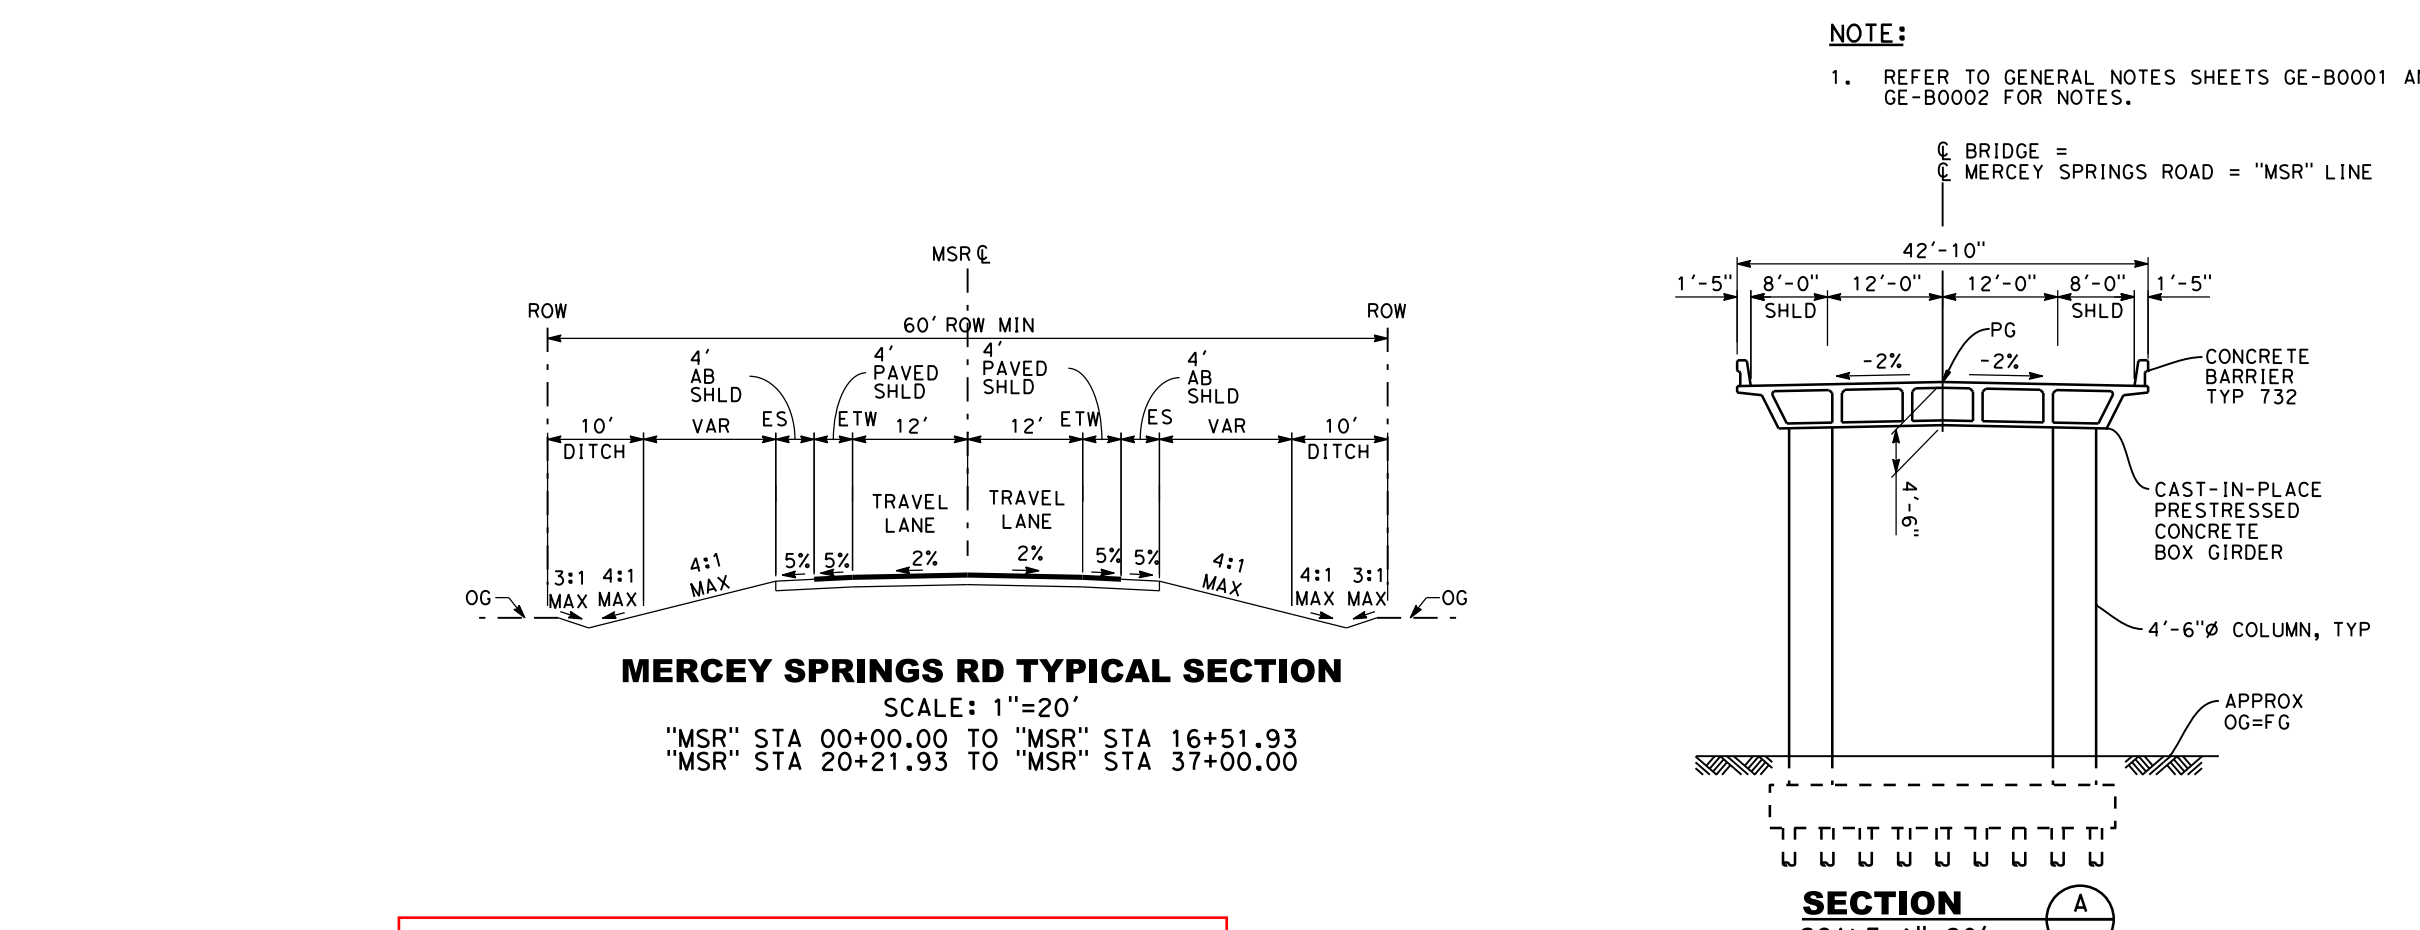 NOTE:
1. REFER TO GENERAL NOTES SHEETS GE-B0001
GE-B0002 FOR NOTES.
℄ BRIDGE =
℄ MERCEY SPRINGS ROAD = "MSR" LINE
MSR ℄
ROW
ROW
60' ROW MIN
4'
AB
SHLD
4'
PAVED
SHLD
4'
PAVED
SHLD
4'
AB
SHLD
10'
DITCH
VAR
ES
ETW
12'
12'
ETW
ES
VAR
10'
DITCH
TRAVEL
LANE
TRAVEL
LANE
OG
3:1
MAX
4:1
MAX
4:1
MAX
5%
5%
2%
2%
5%
5%
4:1
MAX
4:1
MAX
3:1
MAX
OG
MERCEY SPRINGS RD TYPICAL SECTION
SCALE: 1"=20'
"MSR" STA 00+00.00 TO "MSR" STA 16+51.93
"MSR" STA 20+21.93 TO "MSR" STA 37+00.00
42'-10"
1'-5"
8'-0"
SHLD
12'-0"
12'-0"
8'-0"
SHLD
1'-5"
PG
-2%
-2%
CONCRETE
BARRIER
TYP 732
4'-6"
CAST-IN-PLACE
PRESTRESSED
CONCRETE
BOX GIRDER
4'-6"Ø COLUMN, TYP
APPROX
OG=FG
SECTION
A